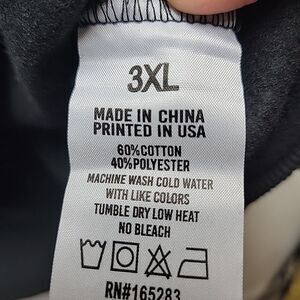 3XL
MADE IN CHINA
PRINTED IN USA
60%COTTON
40%POLYESTER
MACHINE WASH COLD WATER
WITH LIKE COLORS
TUMBLE DRY LOW HEAT
NO BLEACH
RN#165283